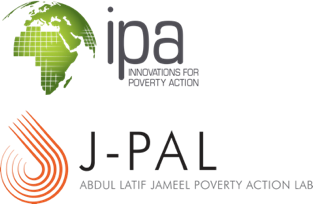 ipa
INNOVATIONS FOR
POVERTY ACTION
J-PAL
ABDUL LATIF JAMEEL POVERTY ACTION LAB